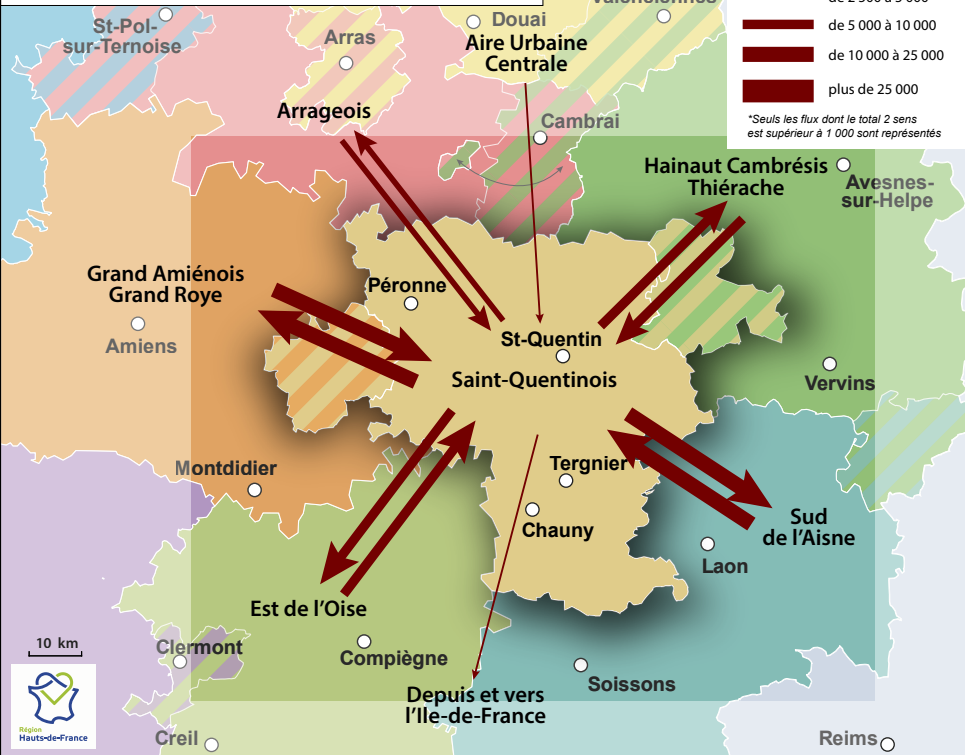 St-Pol-
sur-Ternoise
Arras
Douai
Valenciennes
Aire Urbaine
Centrale
de 5 000 à 10 000
de 10 000 à 25 000
plus de 25 000
*Seuls les flux dont le total 2 sens
est supérieur à 1 000 sont représentés
Arrageois
Cambrai
Hainaut Cambrésis
Thiérache
Avesnes-
sur-Helpe
Grand Amiénois
Grand Roye
Péronne
Amiens
St-Quentin
Saint-Quentinois
Vervins
Montdidier
Tergnier
Chauny
Sud
de l'Aisne
Laon
Est de l'Oise
10 km
Clermont
Compiègne
Soissons
Depuis et vers
l'Ile-de-France
Région
Hauts-de-France
Creil
Reims